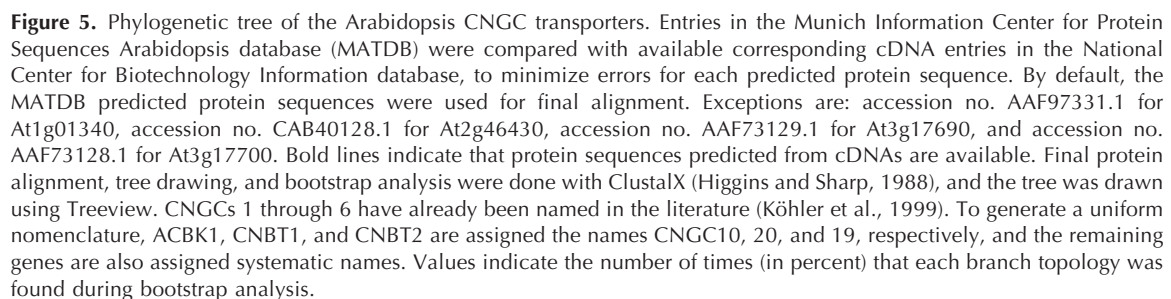 Figure 5. Phylogenetic tree of the Arabidopsis CNGC transporters. Entries in the Munich Information Center for Protein
Sequences Arabidopsis database (MATDB) were compared with available corresponding cDNA entries in the National
Center for Biotechnology Information database, to minimize errors for each predicted protein sequence. By default, the
MATDB predicted protein sequences were used for final alignment. Exceptions are: accession no. AAF97331.1 for
At1g01340, accession no. CAB40128.1 for At2g46430, accession no. AAF73129.1 for At3g17690, and accession no.
AAF73128.1 for At3g17700. Bold lines indicate that protein sequences predicted from cDNAs are available. Final protein
alignment, tree drawing, and bootstrap analysis were done with ClustalX (Higgins and Sharp, 1988), and the tree was drawn
using Treeview. CNGCs 1 through 6 have already been named in the literature (Köhler et al., 1999). To generate a uniform
nomenclature, ACBK1, CNBT1, and CNBT2 are assigned the names CNGC10, 20, and 19, respectively, and the remaining
genes are also assigned systematic names. Values indicate the number of times (in percent) that each branch topology was
found during bootstrap analysis.